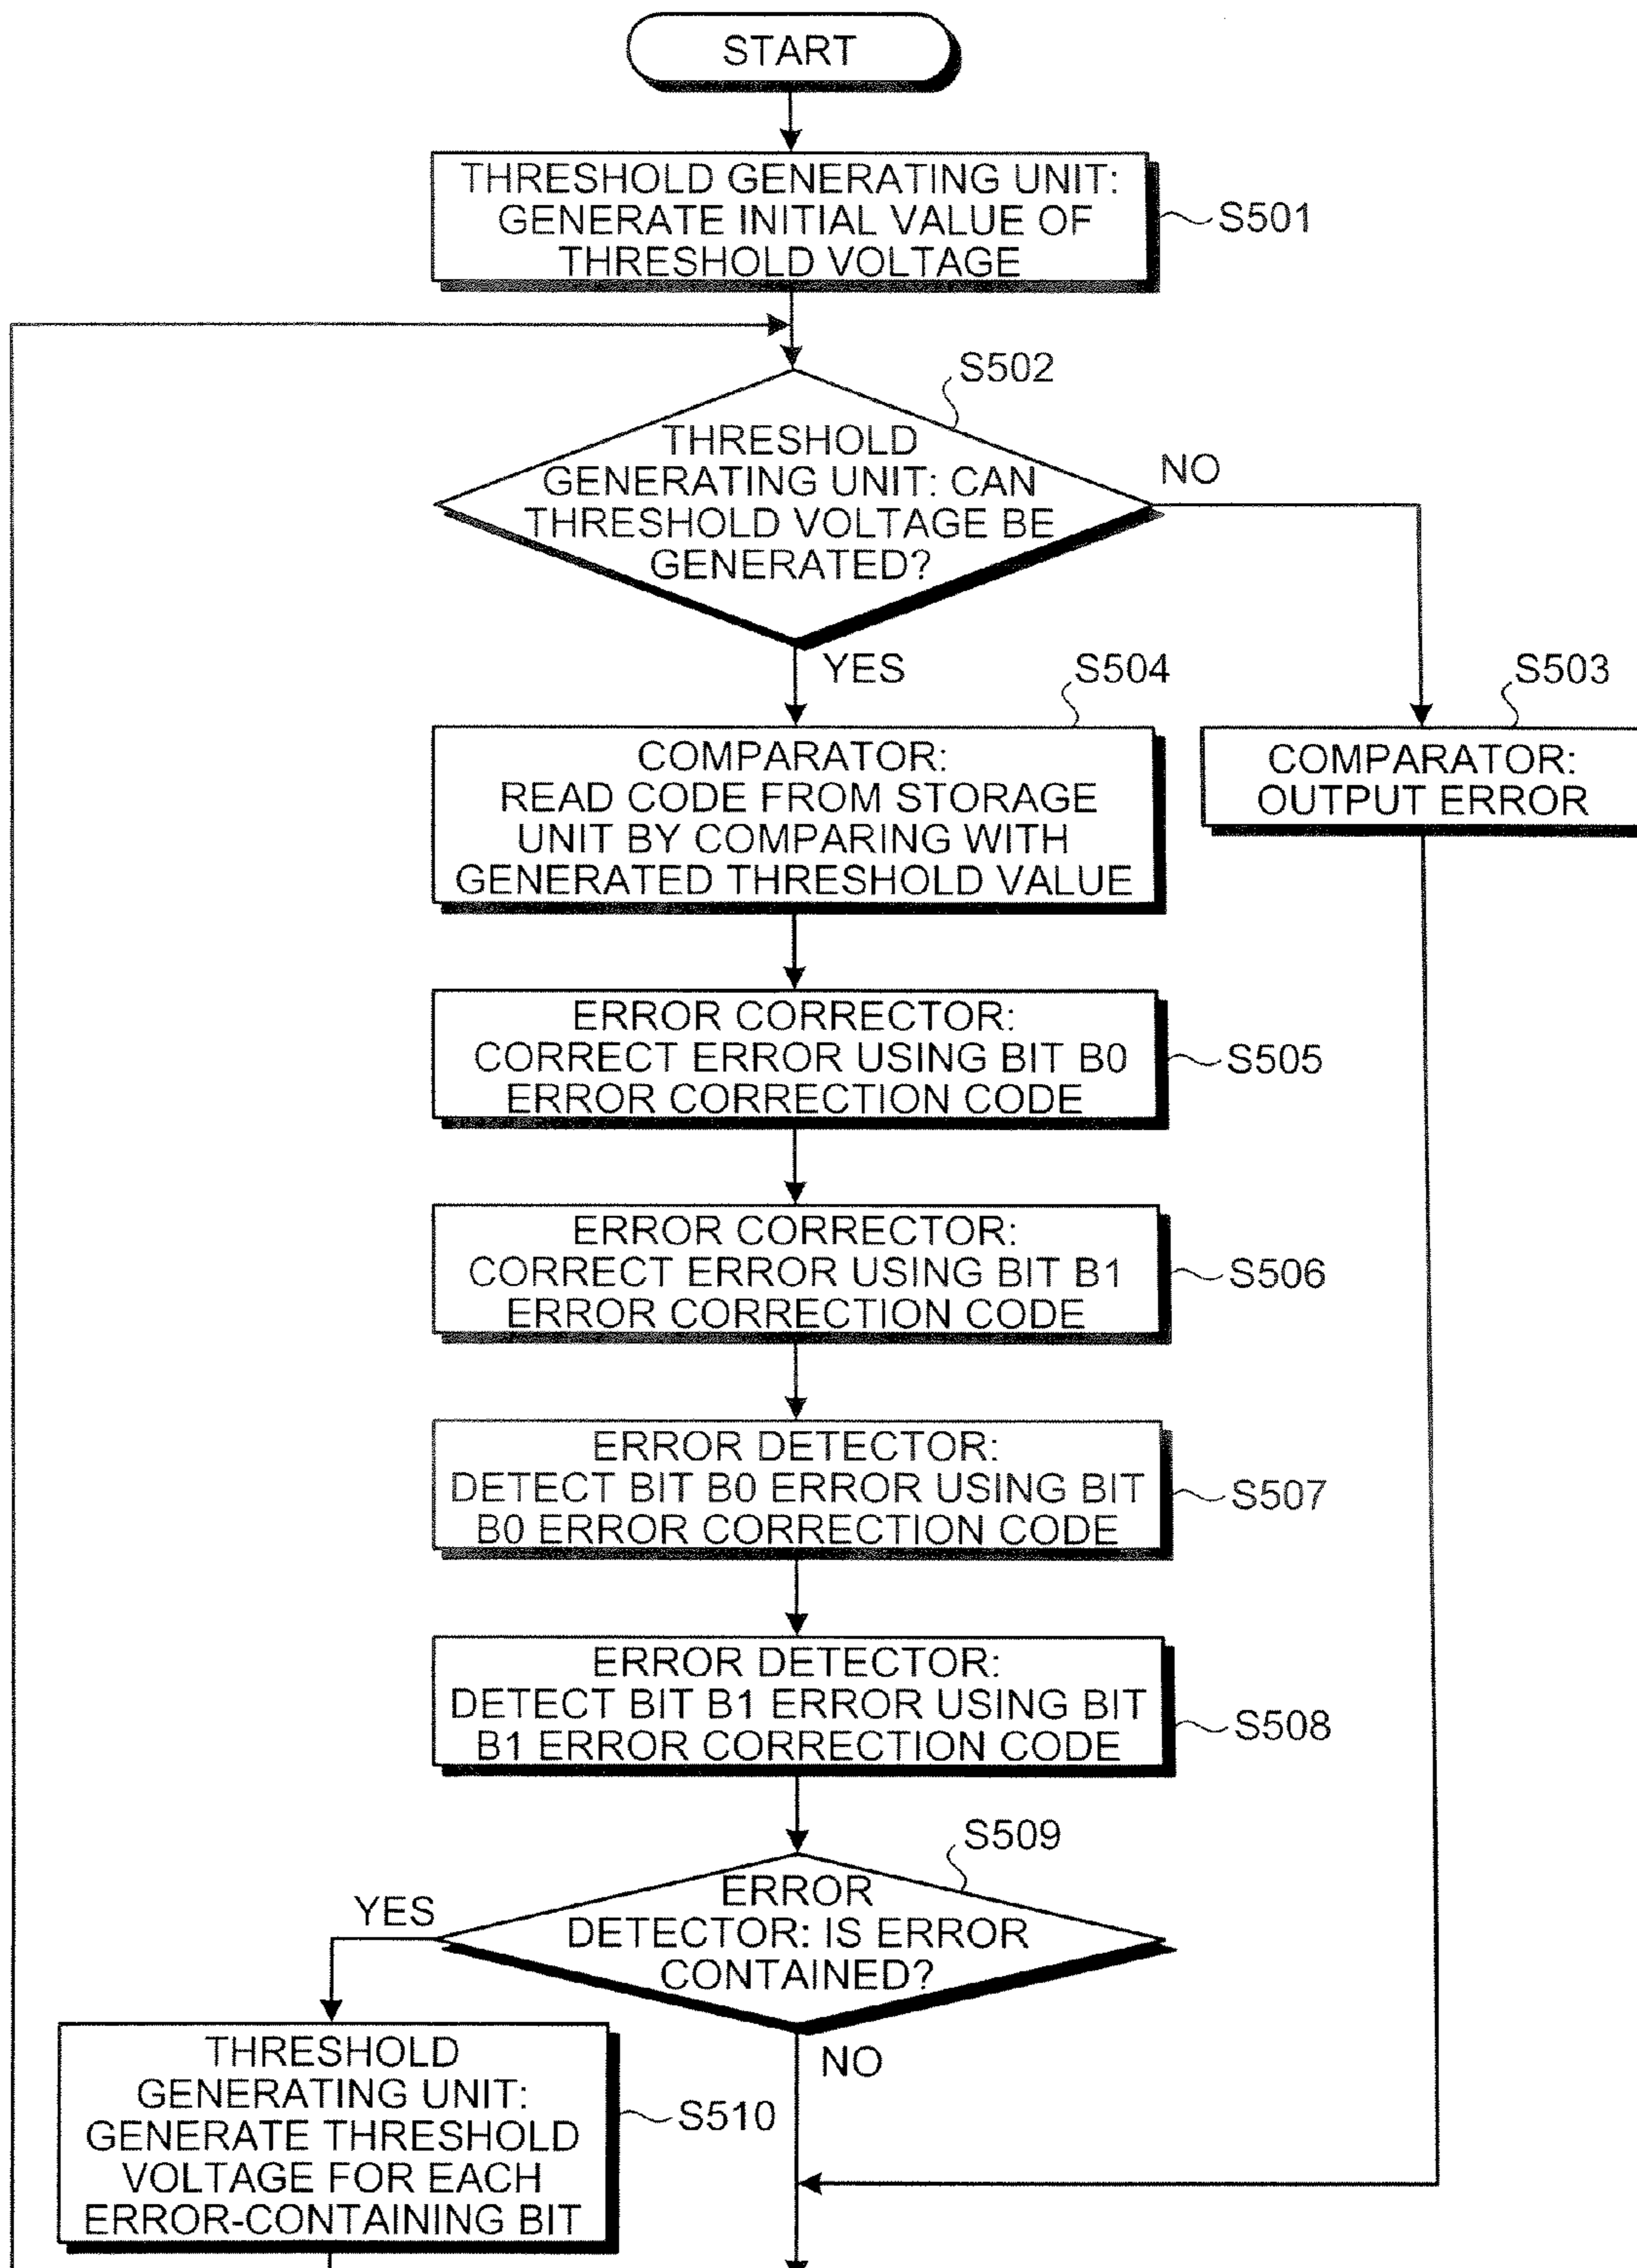 START
THRESHOLD GENERATING UNIT:
GENERATE INITIAL VALUE OF
THRESHOLD VOLTAGE
S501
S502
THRESHOLD
GENERATING UNIT: CAN
THRESHOLD VOLTAGE BE
GENERATED?
NO
YES
S504
S503
COMPARATOR:
READ CODE FROM STORAGE
UNIT BY COMPARING WITH
GENERATED THRESHOLD VALUE
COMPARATOR:
OUTPUT ERROR
ERROR CORRECTOR:
CORRECT ERROR USING BIT B0
ERROR CORRECTION CODE
S505
ERROR CORRECTOR:
CORRECT ERROR USING BIT B1
ERROR CORRECTION CODE
S506
ERROR DETECTOR:
DETECT BIT B0 ERROR USING BIT
B0 ERROR CORRECTION CODE
S507
ERROR DETECTOR:
DETECT BIT B1 ERROR USING BIT
B1 ERROR CORRECTION CODE
S508
S509
ERROR
DETECTOR: IS ERROR
CONTAINED?
YES
NO
THRESHOLD
GENERATING UNIT:
GENERATE THRESHOLD
VOLTAGE FOR EACH
ERROR-CONTAINING BIT
S510